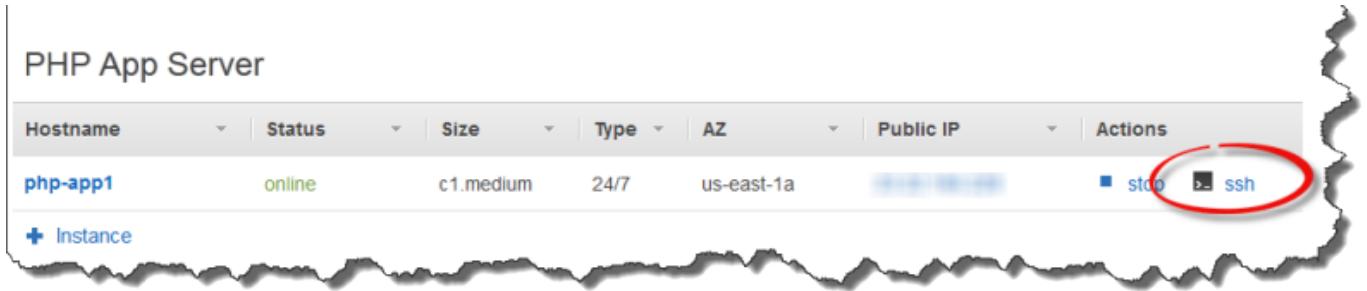 PHP App Server
Hostname Status Size Type AZ Public IP Actions
php-app1 online c1.medium 24/7 us-east-1a stop ssh
Instance